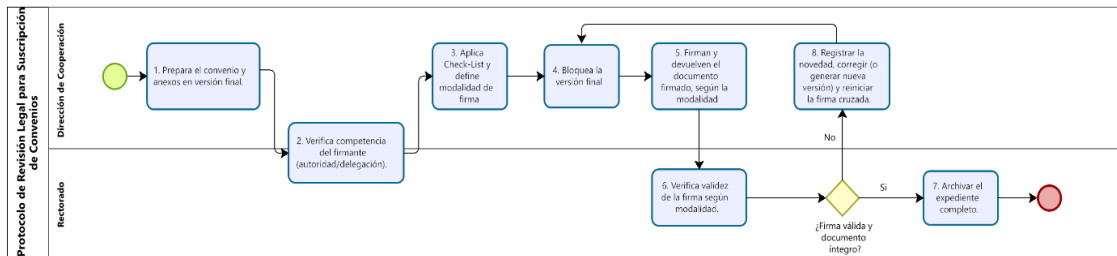 Protocolo de Revisión Legal para Suscripción
de Convenios
Dirección de Cooperación
1. Prepara el convenio y
anexos en versión final.
2. Verifica competencia
del firmante
(autoridad/delegación).
3. Aplica
Check-List y
define
modalidad de
firma
4. Bloquea la
versión final
5. Firman y
devuelven el
documento
firmado, según la
modalidad
8. Registrar la
novedad, corregir (o
generar nueva
versión) y reiniciar
la firma cruzada.
No
Rectorado
6. Verifica validez
de la firma según
modalidad.
¿Firma válida y
documento
íntegro?
Si
7. Archivar el
expediente
completo.